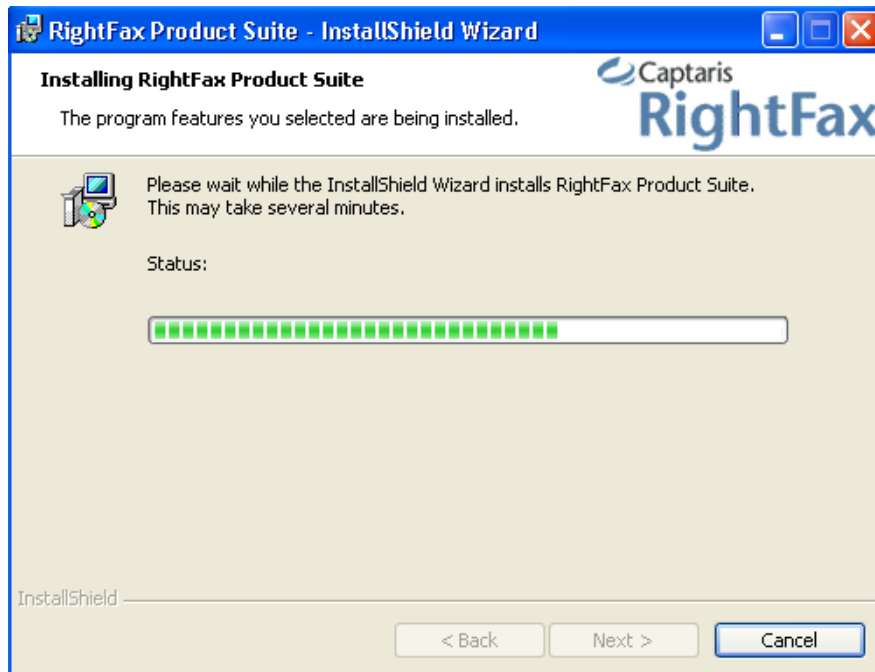 RightFax Product Suite - InstallShield Wizard
Installing RightFax Product Suite
The program features you selected are being installed.
Captaris
RightFax
Please wait while the InstallShield Wizard installs RightFax Product Suite.
This may take several minutes.
Status:
InstallShield
< Back
Next >
Cancel